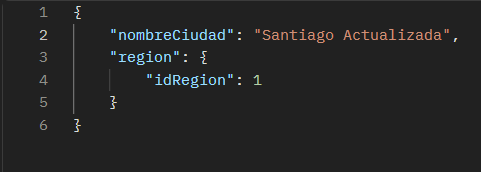 1 {
2     "nombreCiudad": "Santiago Actualizada",
3     "region": {
4         "idRegion": 1
5     }
6 }